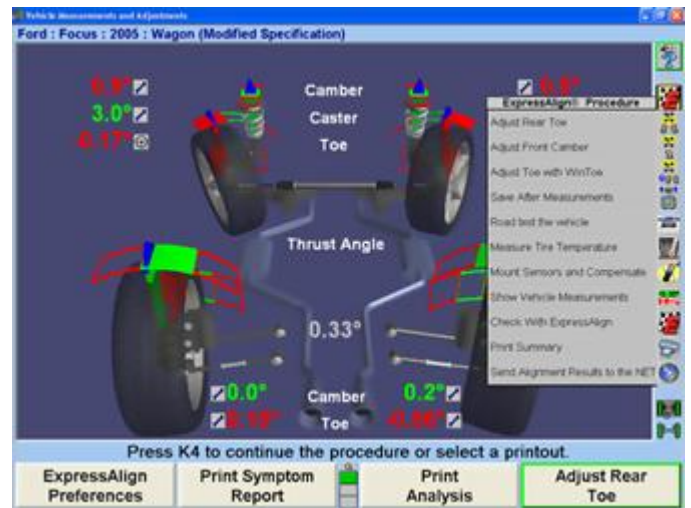 Vehicle Measurements and Adjustments
Ford : Focus : 2005 : Wagon (Modified Specification)
0.9°
Camber
3.0°
Caster
Toe
-0.17°
ExpressAlign® Procedure
Adjust Rear Toe
Adjust Front Camber
Adjust Toe with WinToe
Save After Measurements
Road test the vehicle
Measure Tire Temperature
Mount Sensors and Compensate
Show Vehicle Measurements
Check With ExpressAlign
Print Summary
Send Alignment Results to the NET
Thrust Angle
0.33°
0.0°
Camber
0.2°
Toe
Press K4 to continue the procedure or select a printout.
ExpressAlign Preferences
Print Symptom Report
Print Analysis
Adjust Rear Toe